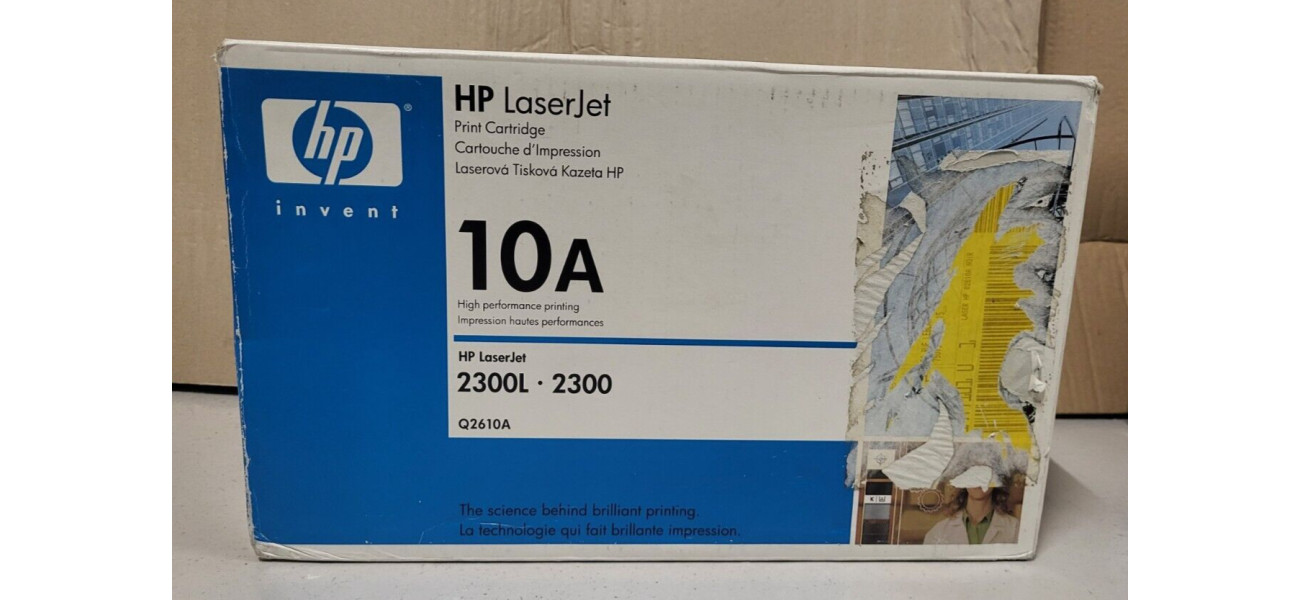 hp ®
invent
HP LaserJet
Print Cartridge
Cartouche d'Impression
Laserová Tisková Kazeta HP
10A
High performance printing
Impression hautes performances
HP LaserJet
2300L · 2300
Q2610A
The science behind brilliant printing.
La technologie qui fait brillante impression.